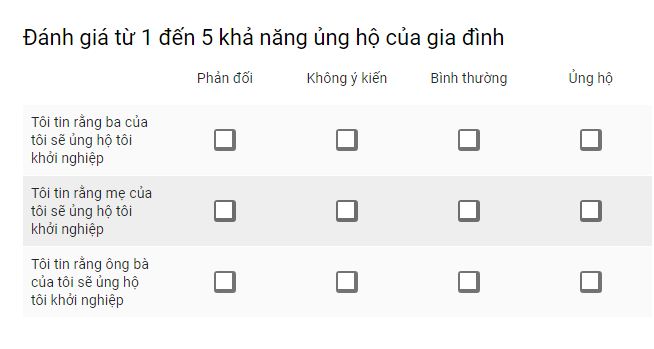 Đánh giá từ 1 đến 5 khả năng ủng hộ của gia đình
Phản đối Không ý kiến Bình thường Ủng hộ
Tôi tin rằng ba của
tôi sẽ ủng hộ tôi
khởi nghiệp
Tôi tin rằng mẹ của
tôi sẽ ủng hộ tôi
khởi nghiệp
Tôi tin rằng ông bà
của tôi sẽ ủng hộ
tôi khởi nghiệp